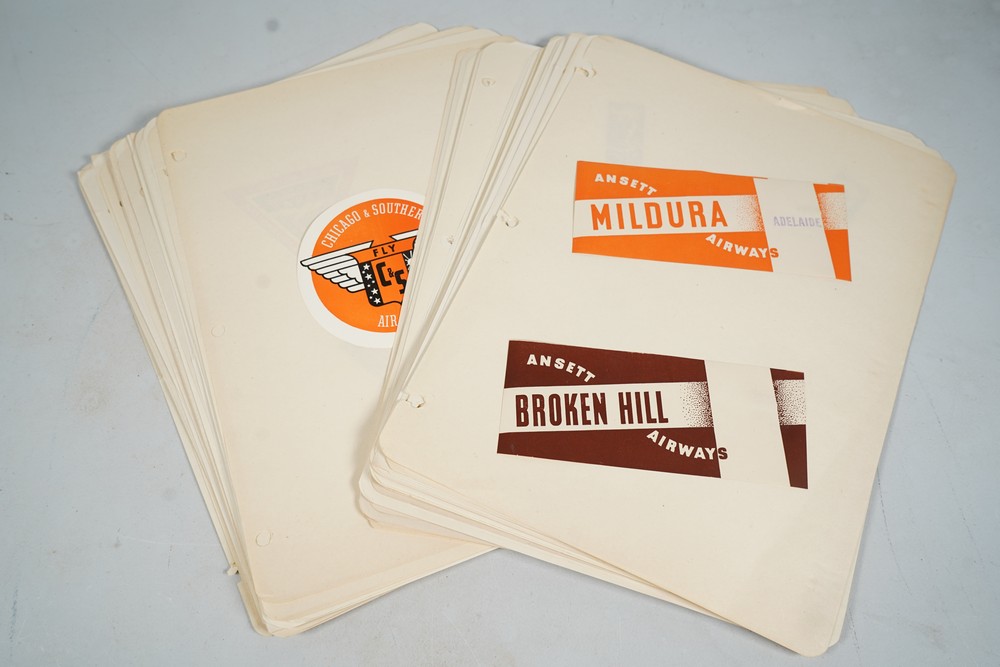 CHICAGO & SOUTHER
FLY
C&S
AIR
ANSETT
MILDURA
ADELAIDE
AIRWAYS
ANSETT
BROKEN HILL
AIRWAYS